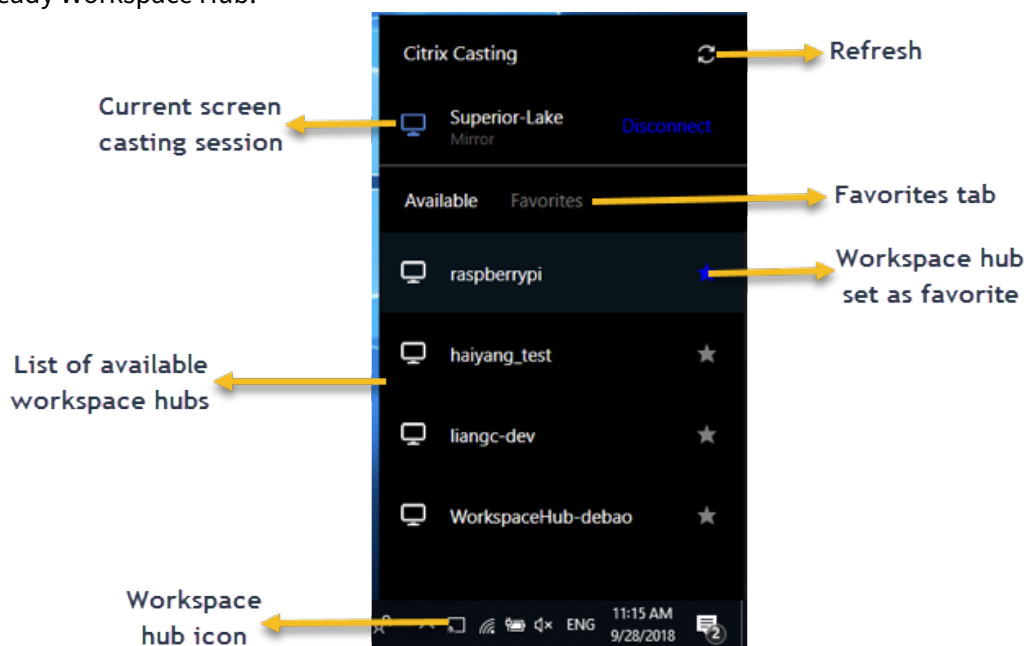 eady Workspace Hub.
Citrix Casting
Refresh
Current screen
casting session
Superior-Lake
Mirror
Disconnect
Available Favorites
Favorites tab
raspberrypi
Workspace hub
set as favorite
haiyang_test
List of available
workspace hubs
liangc-dev
WorkspaceHub-debao
Workspace
hub icon
ENG
11:15 AM
9/28/2018
2